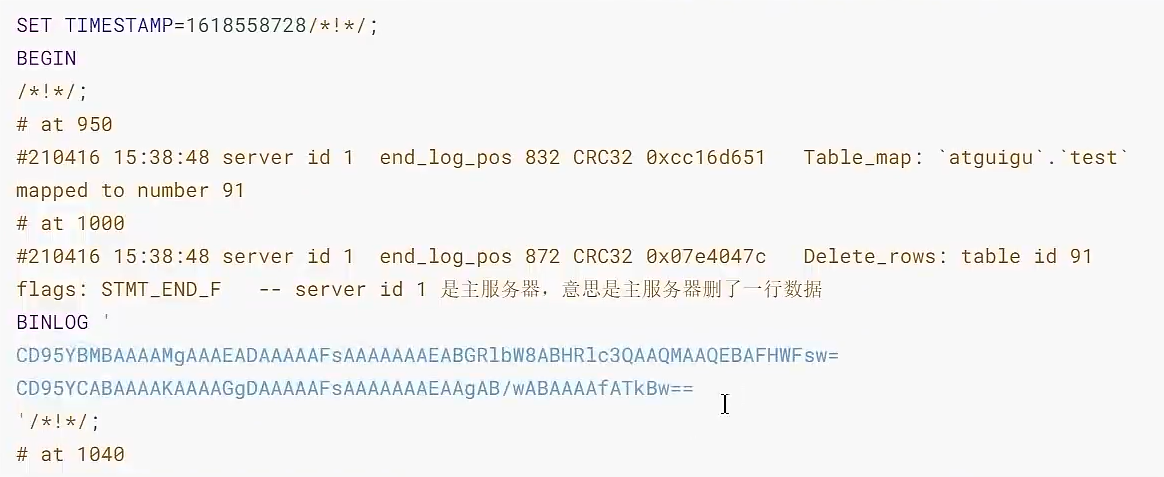 SET TIMESTAMP=1618558728/*!*/;
BEGIN
/*!*/;
# at 950
#210416 15:38:48 server id 1  end_log_pos 832 CRC32 0xcc16d651   Table_map: `atguigu`.`test`
mapped to number 91
# at 1000
#210416 15:38:48 server id 1  end_log_pos 872 CRC32 0x07e4047c   Delete_rows: table id 91
flags: STMT_END_F   -- server id 1 是主服务器，意思是主服务器删了一行数据
BINLOG '
CD95YBMBAAAAMgAAAEADAAAAAFsAAAAAAAEABGRlbW8ABHRlc3QAAQMAAQEBAFHWFsw=
CD95YCABAAAAKAAAAGgDAAAAAFsAAAAAAAEAAgAB/wABAAAAfATkBw==
'/*!*/;
# at 1040